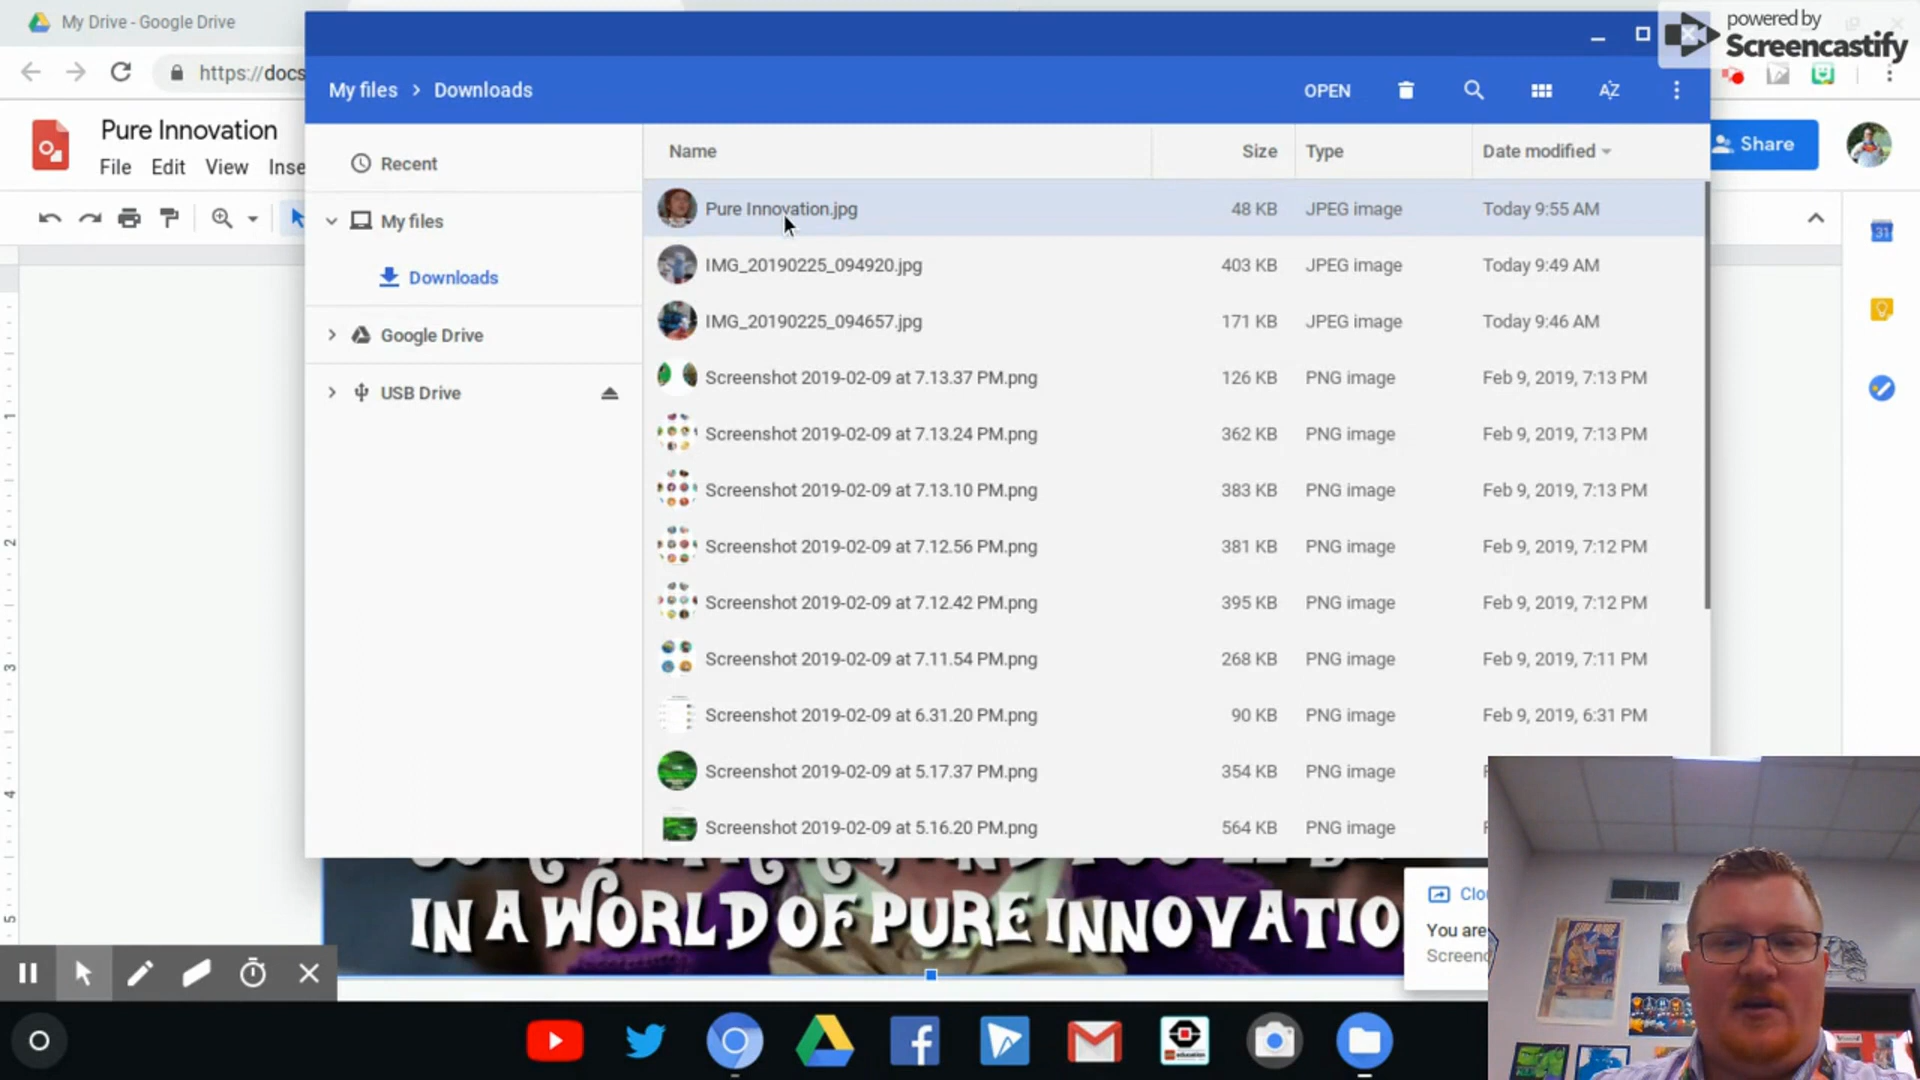 My Drive - Google Drive
powered by
Screencastify
https://docs
My files > Downloads
OPEN
AZ
Pure Innovation
File Edit View Inse
Share
Recent
My files
Downloads
Google Drive
USB Drive
Name Size Type Date modified
Pure Innovation.jpg 48 KB JPEG image Today 9:55 AM
IMG_20190225_094920.jpg 403 KB JPEG image Today 9:49 AM
IMG_20190225_094657.jpg 171 KB JPEG image Today 9:46 AM
Screenshot 2019-02-09 at 7.13.37 PM.png 126 KB PNG image Feb 9, 2019, 7:13 PM
Screenshot 2019-02-09 at 7.13.24 PM.png 362 KB PNG image Feb 9, 2019, 7:13 PM
Screenshot 2019-02-09 at 7.13.10 PM.png 383 KB PNG image Feb 9, 2019, 7:13 PM
Screenshot 2019-02-09 at 7.12.56 PM.png 381 KB PNG image Feb 9, 2019, 7:12 PM
Screenshot 2019-02-09 at 7.12.42 PM.png 395 KB PNG image Feb 9, 2019, 7:12 PM
Screenshot 2019-02-09 at 7.11.54 PM.png 268 KB PNG image Feb 9, 2019, 7:11 PM
Screenshot 2019-02-09 at 6.31.20 PM.png 90 KB PNG image Feb 9, 2019, 6:31 PM
Screenshot 2019-02-09 at 5.17.37 PM.png 354 KB PNG image F
Screenshot 2019-02-09 at 5.16.20 PM.png 564 KB PNG image F
31
1
2
3
4
5
IN A WORLD OF PURE INNOVATIO
Clo
You are
Screenc
education